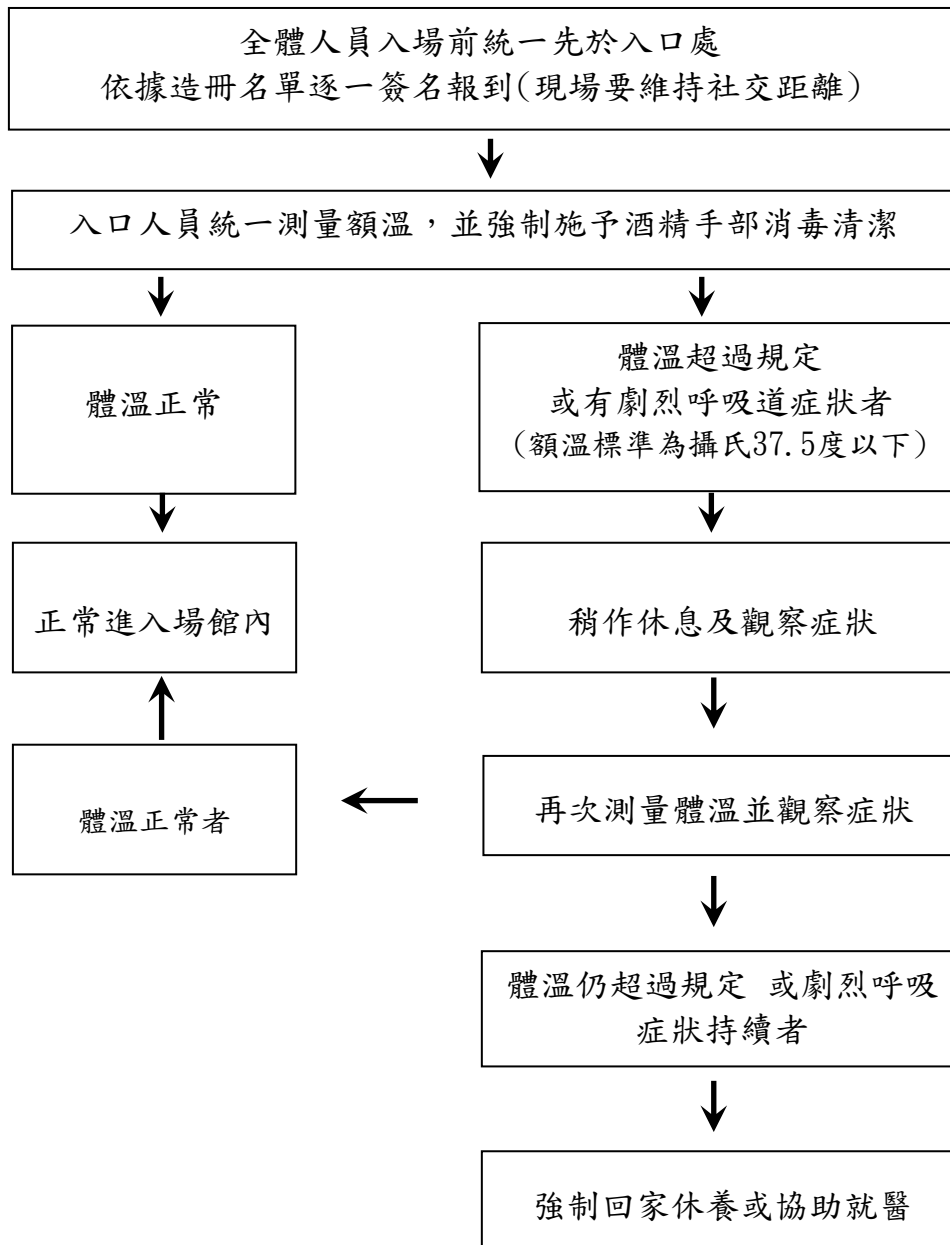 全體人員入場前統一先於入口處
依據造冊名單逐一簽名報到(現場要維持社交距離)
入口人員統一測量額溫，並強制施予酒精手部消毒清潔
體溫正常
體溫超過規定
或有劇烈呼吸道症狀者
(額溫標準為攝氏37.5度以下)
正常進入場館內
稍作休息及觀察症狀
體溫正常者
再次測量體溫並觀察症狀
體溫仍超過規定 或劇烈呼吸
症狀持續者
強制回家休養或協助就醫